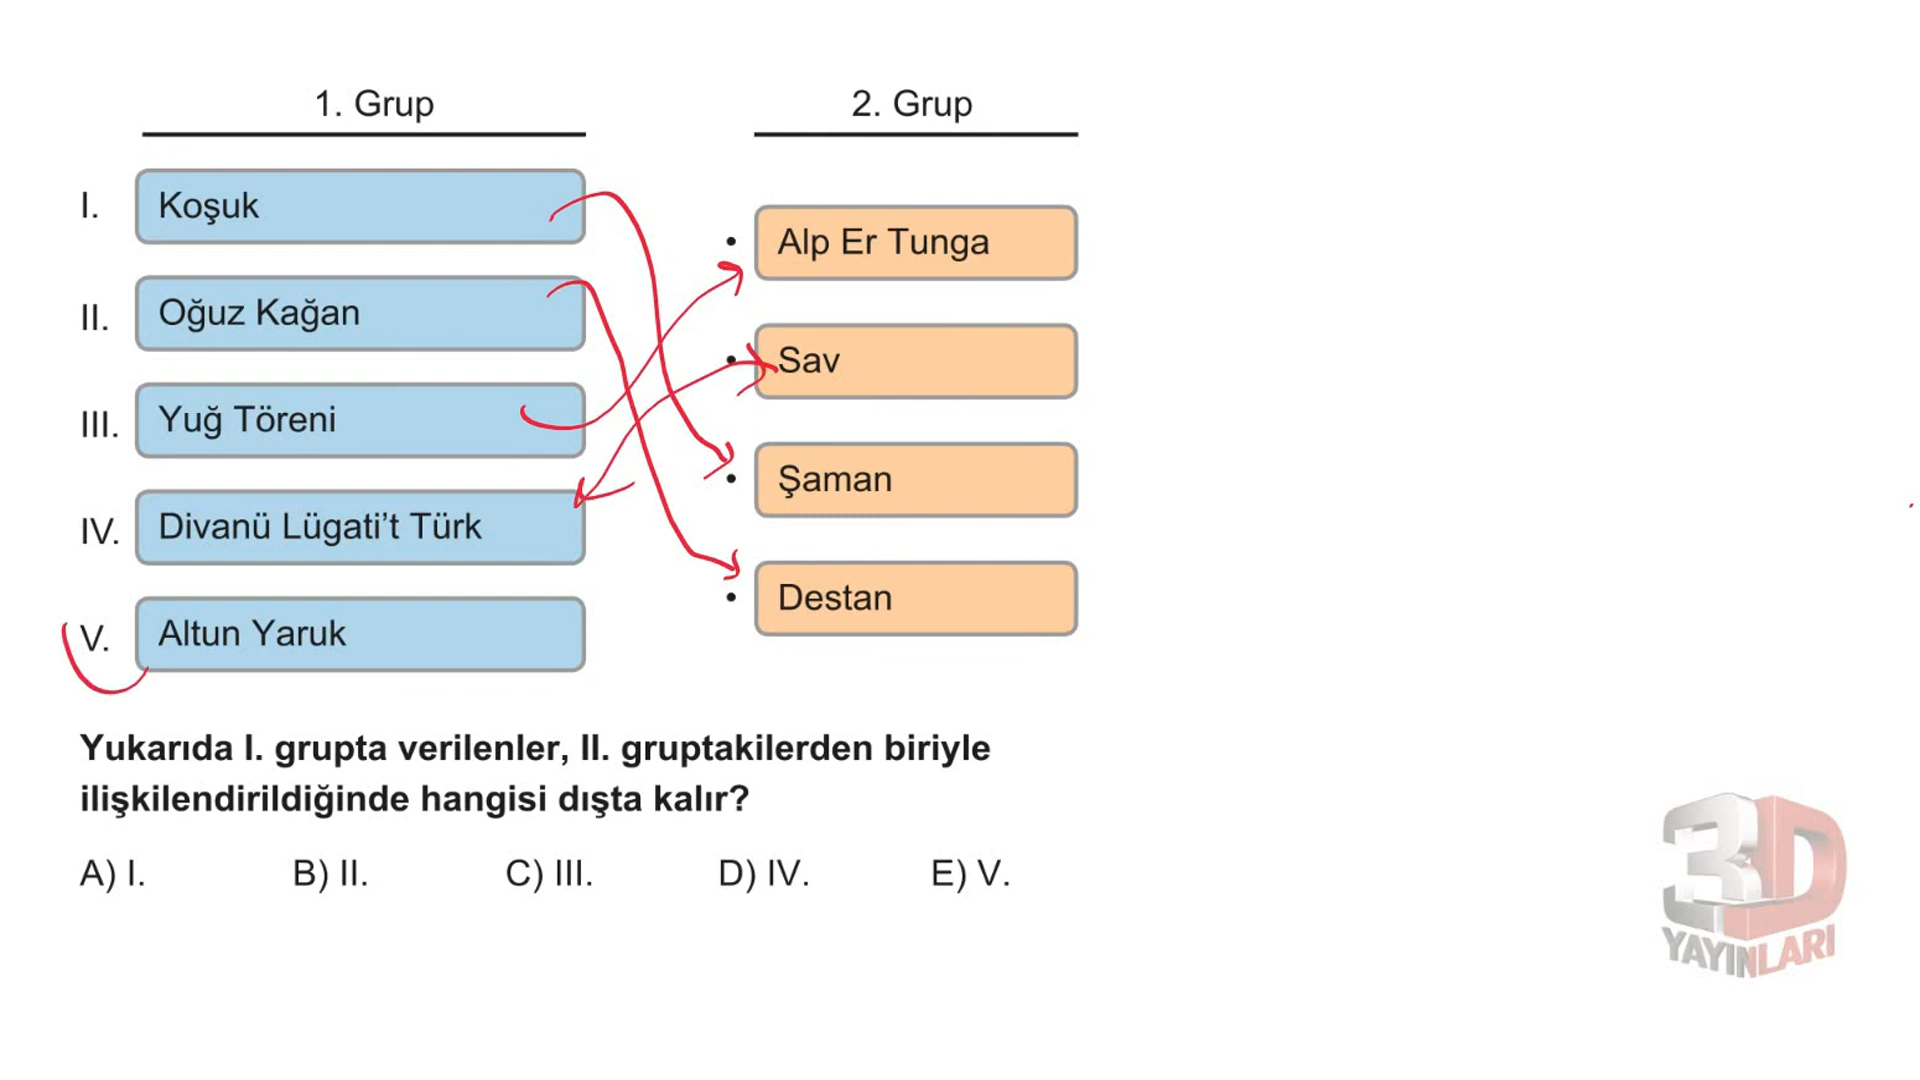 1. Grup
2. Grup
I. Koşuk
II. Oğuz Kağan
III. Yuğ Töreni
IV. Divanü Lügati’t Türk
V. Altun Yaruk
• Alp Er Tunga
• Sav
• Şaman
• Destan
Yukarıda I. grupta verilenler, II. gruptakilerden biriyle
ilişkilendirildiğinde hangisi dışta kalır?
A) I. B) II. C) III. D) IV. E) V.
3D
YAYINLARI